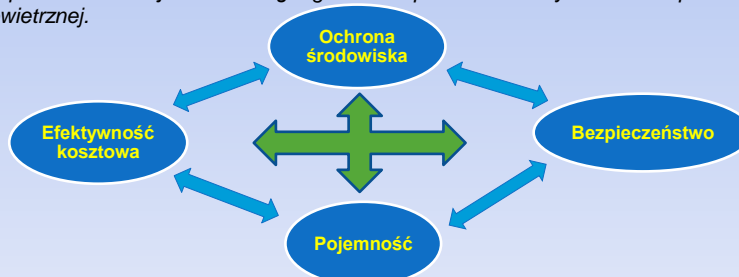 wietrznej.
Ochrona
środowiska
Efektywność
kosztowa
Bezpieczeństwo
Pojemność